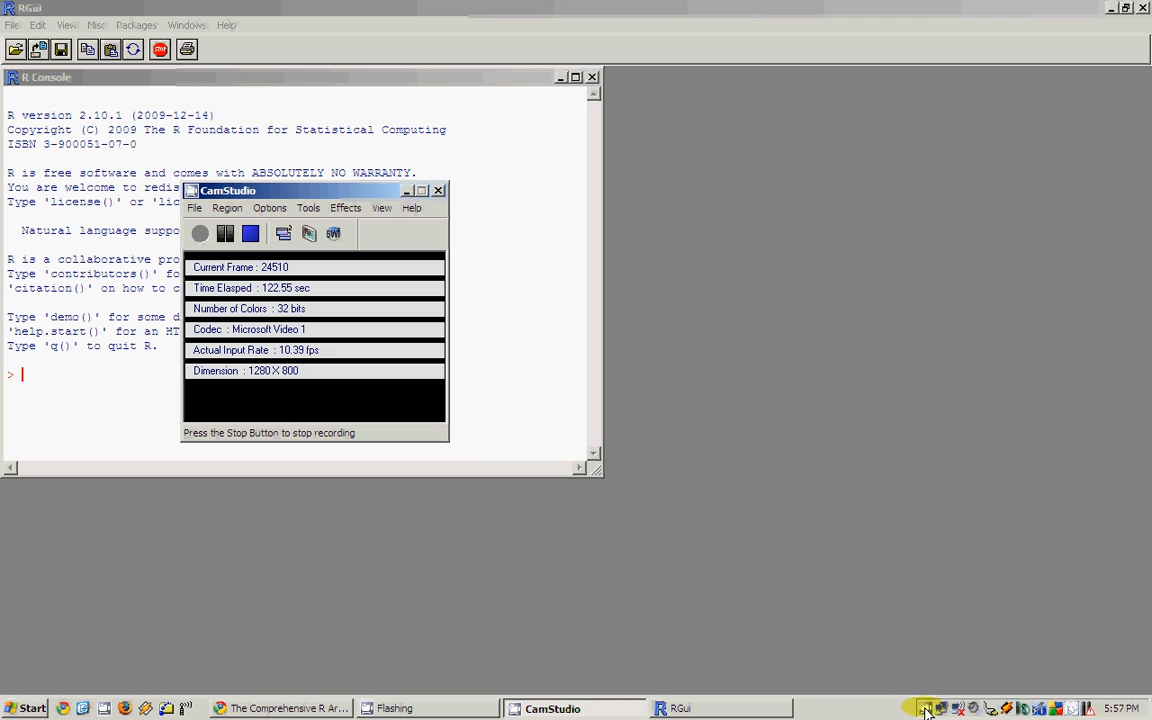 RGui
File Edit View Misc Packages Windows Help
STOP
R Console
R version 2.10.1 (2009-12-14)
Copyright (C) 2009 The R Foundation for Statistical Computing
ISBN 3-900051-07-0
R is free software and comes with ABSOLUTELY NO WARRANTY.
You are welcome to redis
Type 'license()' or 'lic
Natural language suppo
R is a collaborative pro
Type 'contributors()' fo
'citation()' on how to c
Type 'demo()' for some d
'help.start()' for an HT
Type 'q()' to quit R.
>
CamStudio
File Region Options Tools Effects View Help
SWF
Current Frame : 24510
Time Elasped : 122.55 sec
Number of Colors : 32 bits
Codec : Microsoft Video 1
Actual Input Rate : 10.39 fps
Dimension : 1280 X 800
Press the Stop Button to stop recording
Start
The Comprehensive R Ar...
Flashing
CamStudio
RGui
5:57 PM